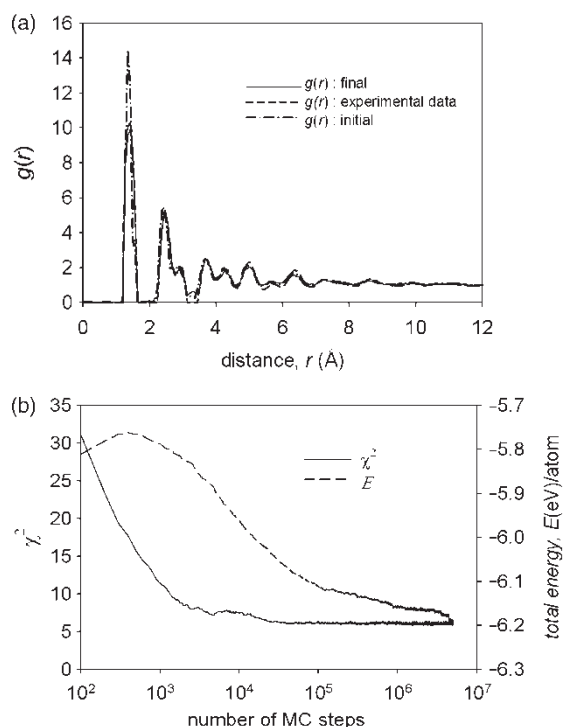 (a)
16
14
12
10
8
6
4
2
0
g(r)
g(r) : final
g(r) : experimental data
g(r) : initial
0 2 4 6 8 10 12
distance, r (Å)
(b)
35
30
25
20
15
10
5
0
χ²
χ²
E
−5.7
−5.8
−5.9
−6.0
−6.1
−6.2
−6.3
total energy, E(eV)/atom
10² 10³ 10⁴ 10⁵ 10⁶ 10⁷
number of MC steps